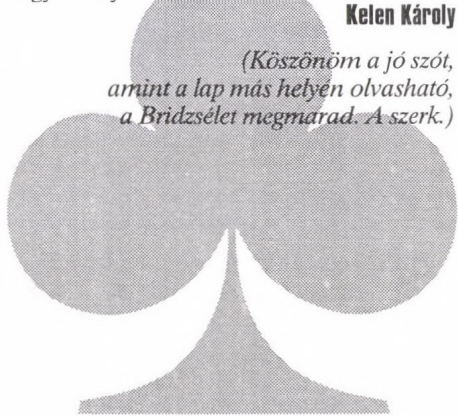 Kelen Károly
(Köszönöm a jó szót,
amint a lap más helyén olvasható,
a Bridzsélet megmarad. A szerk.)